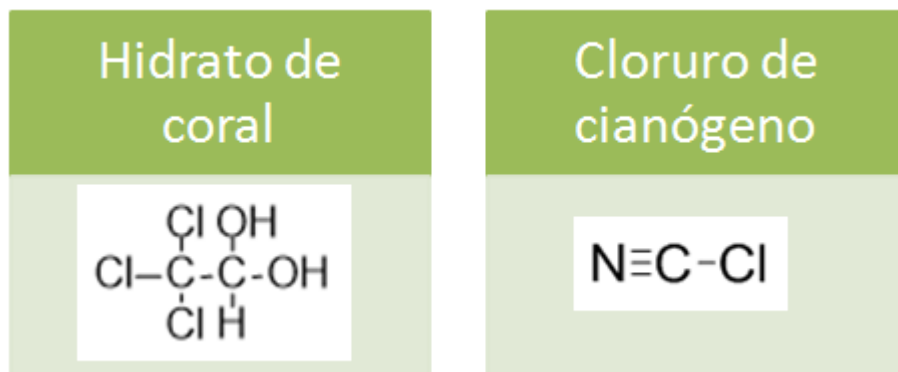 Hidrato de
coral
Cl OH
Cl-C-C-OH
Cl H
Cloruro de
cianógeno
N≡C-Cl